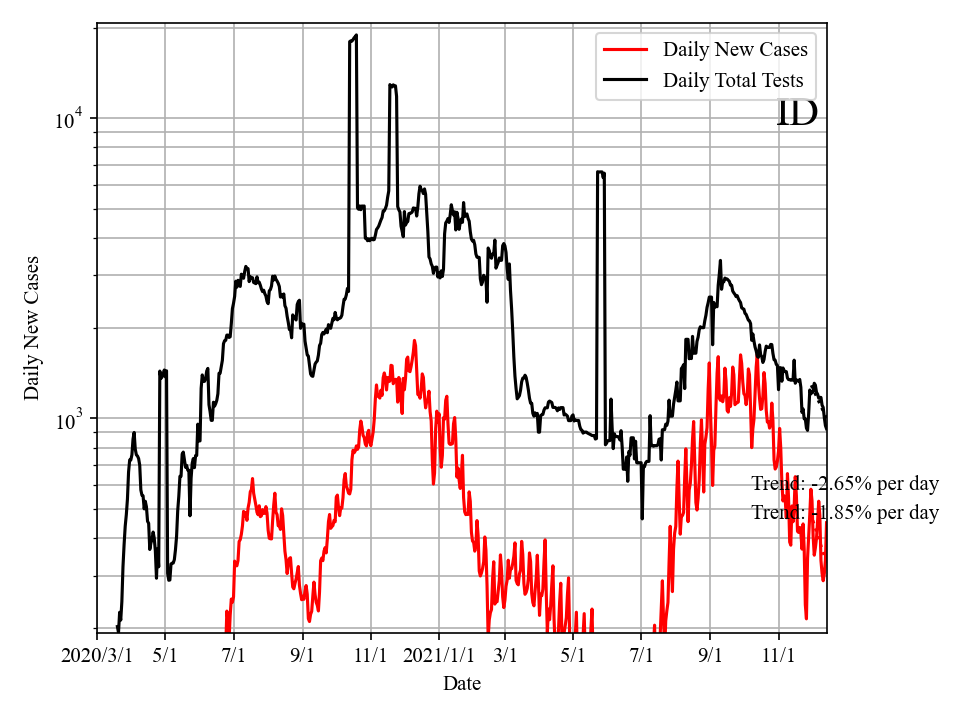 Daily New Cases
Daily Total Tests
ID
10^4
10^3
Daily New Cases
Trend: -2.65% per day
Trend: -1.85% per day
2020/3/1 5/1 7/1 9/1 11/1 2021/1/1 3/1 5/1 7/1 9/1 11/1
Date